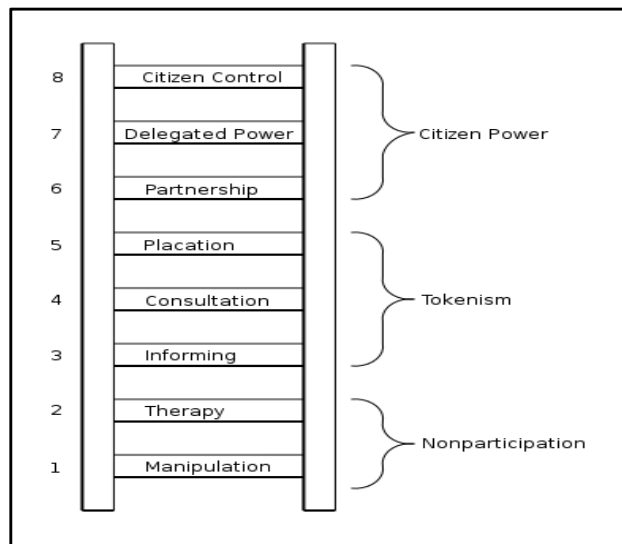 8 Citizen Control
7 Delegated Power Citizen Power
6 Partnership
5 Placation
4 Consultation Tokenism
3 Informing
2 Therapy
Nonparticipation
1 Manipulation